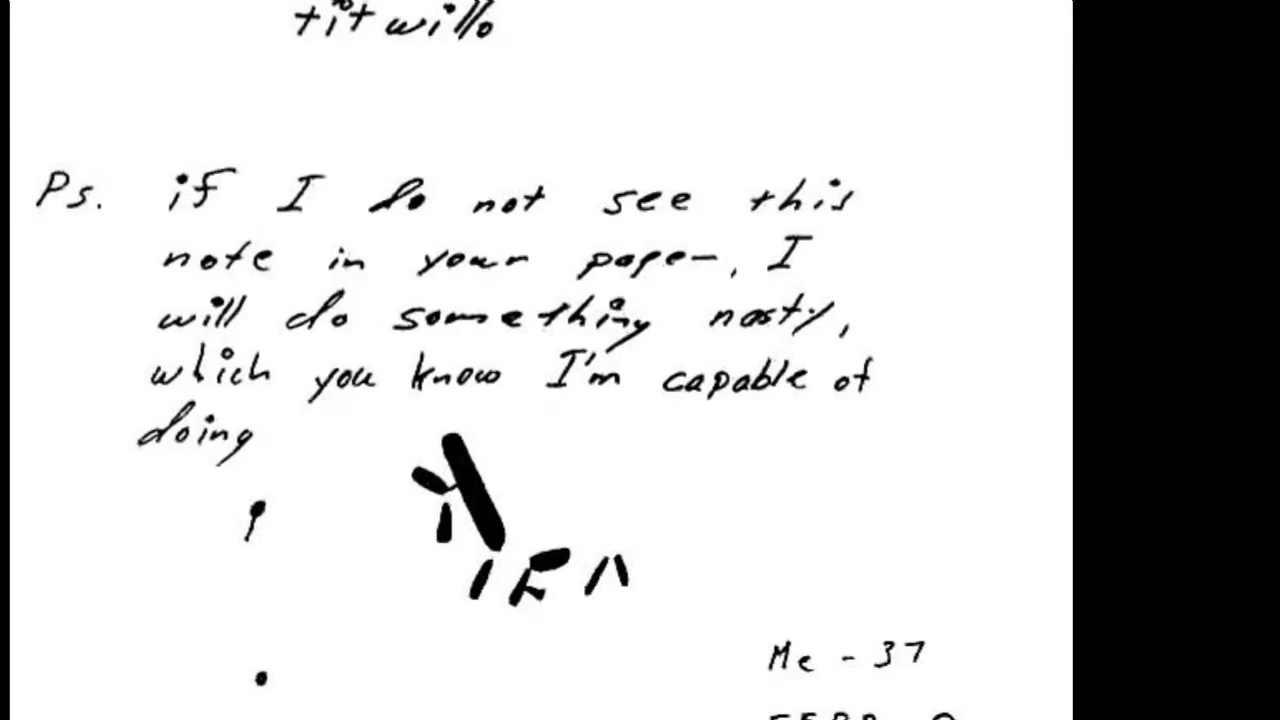 titwillo
Ps. if I do not see this
note in your paper, I
will do something nasty,
which you know I'm capable of
doing
Me - 37